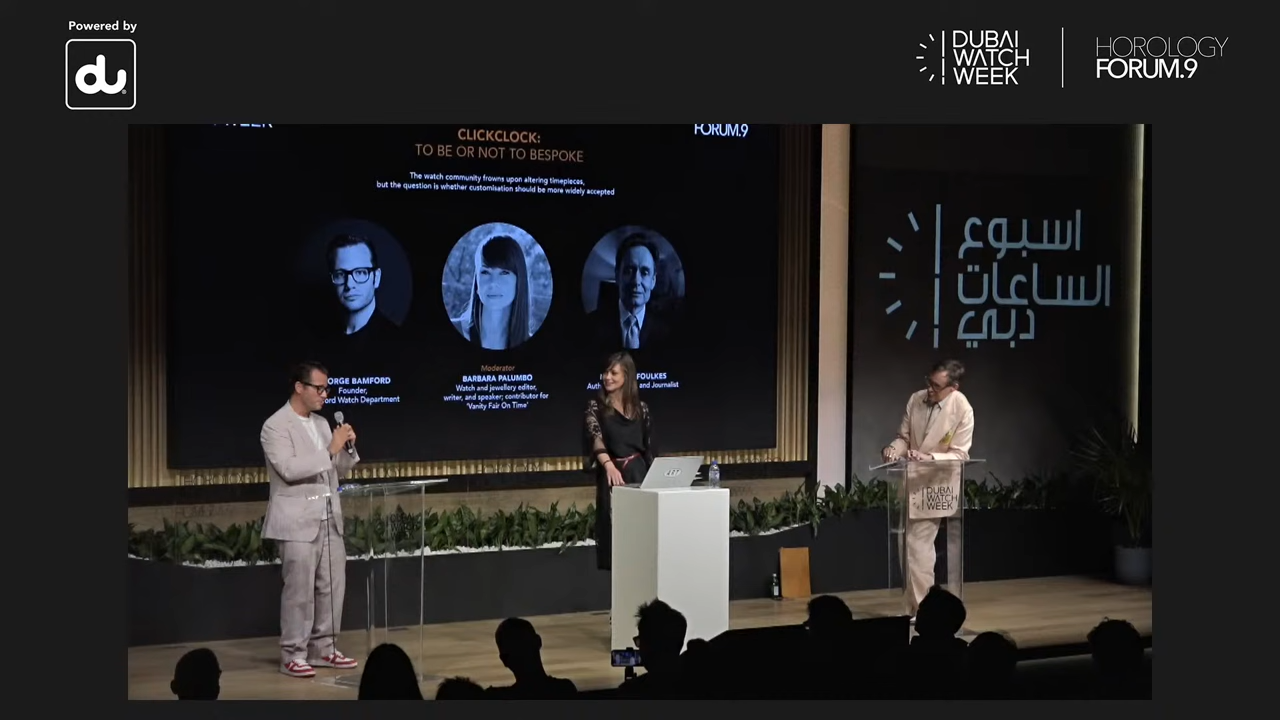 Powered by
du
DUBAI
WATCH
WEEK
HOROLOGY
FORUM.9
WEEK
FORUM.9
CLICKCLOCK:
TO BE OR NOT TO BESPOKE
The watch community frowns upon altering timepieces,
but the question is whether customisation should be more widely accepted
BAMFORD
Founder,
Watch Department
Moderator
BARBARA PALUMBO
Watch and jewellery editor,
writer, and speaker; contributor for
'Vanity Fair On Time'
FOULKES
and Journalist
اسبوع
الساعات
دبي
DUBAI
WATCH
WEEK